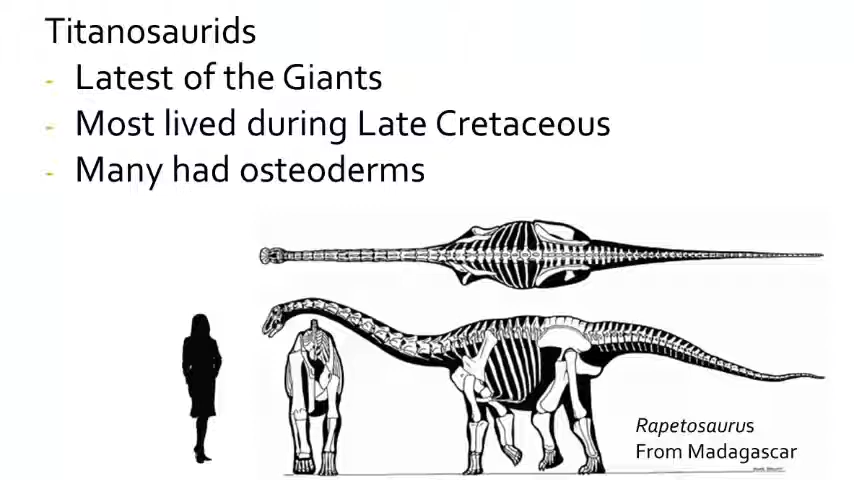 Titanosaurids
- Latest of the Giants
- Most lived during Late Cretaceous
- Many had osteoderms
Rapetosaurus
From Madagascar